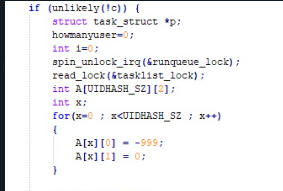 if (unlikely(!c)) {
struct task_struct *p;
howmanyuser=0;
int i=0;
spin_unlock_irq(&runqueue_lock);
read_lock(&tasklist_lock);
int A[UIDHASH_SZ][2];
int x;
for(x=0 ; x<UIDHASH_SZ ; x++)
{
A[x][0] = -999;
A[x][1] = 0;
}